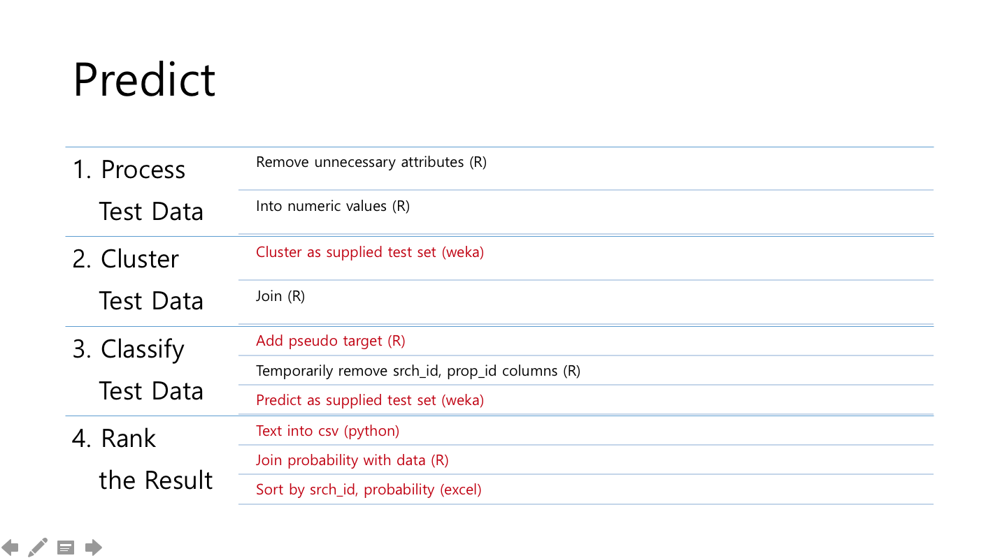 Predict
1. Process
Test Data
Remove unnecessary attributes (R)
Into numeric values (R)
2. Cluster
Test Data
Cluster as supplied test set (weka)
Join (R)
3. Classify
Test Data
Add pseudo target (R)
Temporarily remove srch_id, prop_id columns (R)
Predict as supplied test set (weka)
4. Rank
the Result
Text into csv (python)
Join probability with data (R)
Sort by srch_id, probability (excel)